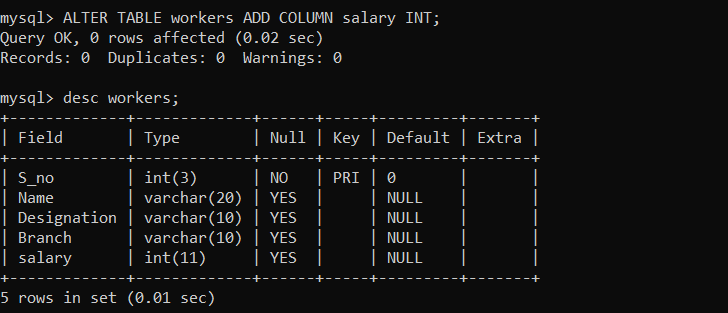 mysql> ALTER TABLE workers ADD COLUMN salary INT;
Query OK, 0 rows affected (0.02 sec)
Records: 0  Duplicates: 0  Warnings: 0

mysql> desc workers;
+-------------+-------------+------+-----+---------+-------+
| Field       | Type        | Null | Key | Default | Extra |
+-------------+-------------+------+-----+---------+-------+
| S_no        | int(3)      | NO   | PRI | 0       |       |
| Name        | varchar(20) | YES  |     | NULL    |       |
| Designation | varchar(10) | YES  |     | NULL    |       |
| Branch      | varchar(10) | YES  |     | NULL    |       |
| salary      | int(11)     | YES  |     | NULL    |       |
+-------------+-------------+------+-----+---------+-------+
5 rows in set (0.01 sec)